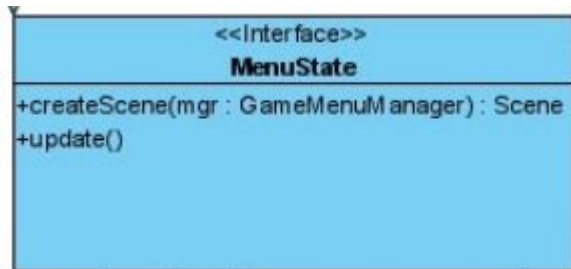 <<Interface>>
MenuState
+createScene(mgr : GameMenuManager) : Scene
+update()